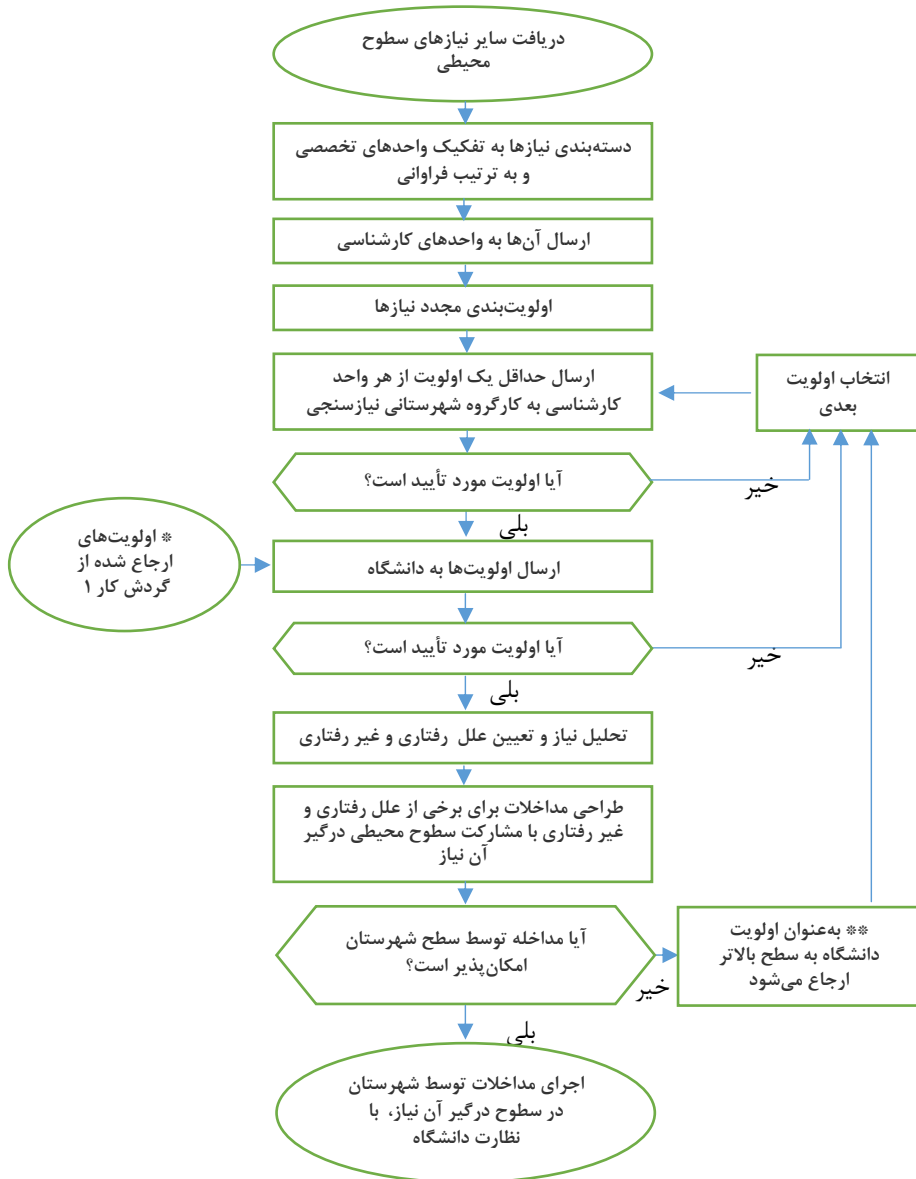 دریافت سایر نیازهای سطوح
محیطی
دسته‌بندی نیازها به تفکیک واحدهای تخصصی
و به ترتیب فراوانی
ارسال آن‌ها به واحدهای کارشناسی
اولویت‌بندی مجدد نیازها
ارسال حداقل یک اولویت از هر واحد
کارشناسی به کارگروه شهرستانی نیازسنجی
انتخاب اولویت
بعدی
آیا اولویت مورد تأیید است؟
خیر
بلی
* اولویت‌های
ارجاع شده از
گردش کار ۱
ارسال اولویت‌ها به دانشگاه
آیا اولویت مورد تأیید است؟
خیر
بلی
تحلیل نیاز و تعیین علل رفتاری و غیر رفتاری
طراحی مداخلات برای برخی از علل رفتاری و
غیر رفتاری با مشارکت سطوح محیطی درگیر
آن نیاز
آیا مداخله توسط سطح شهرستان
امکان‌پذیر است؟
خیر
** به‌عنوان اولویت
دانشگاه به سطح بالاتر
ارجاع می‌شود
بلی
اجرای مداخلات توسط شهرستان
در سطوح درگیر آن نیاز، با
نظارت دانشگاه